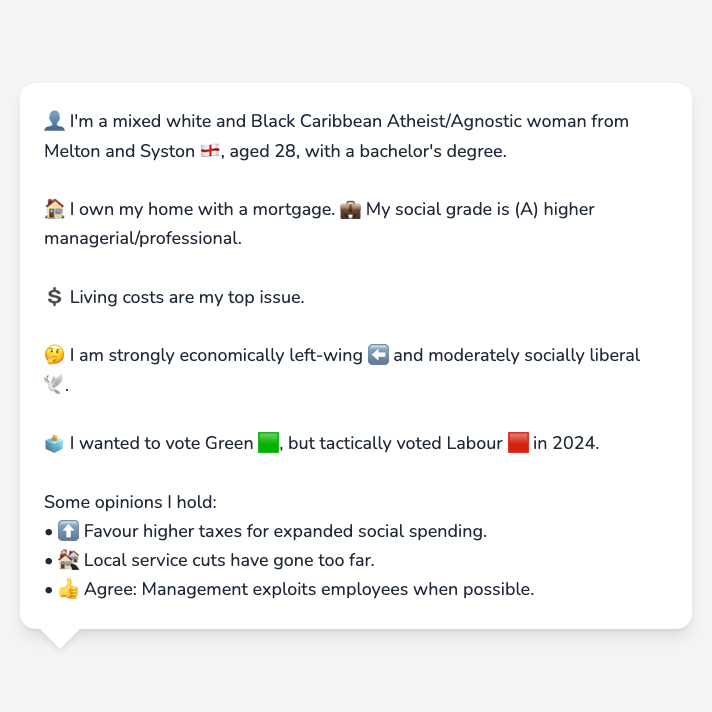 👤 I'm a mixed white and Black Caribbean Atheist/Agnostic woman from
Melton and Syston 🏴󠁧󠁢󠁥󠁮󠁧󠁿, aged 28, with a bachelor's degree.
🏠 I own my home with a mortgage. 💼 My social grade is (A) higher
managerial/professional.
💲 Living costs are my top issue.
🤔 I am strongly economically left-wing ⬅️ and moderately socially liberal
🕊️.
🗳️ I wanted to vote Green 🟩, but tactically voted Labour 🟥 in 2024.
Some opinions I hold:
• ⬆️ Favour higher taxes for expanded social spending.
• 🏚️ Local service cuts have gone too far.
• 👍 Agree: Management exploits employees when possible.